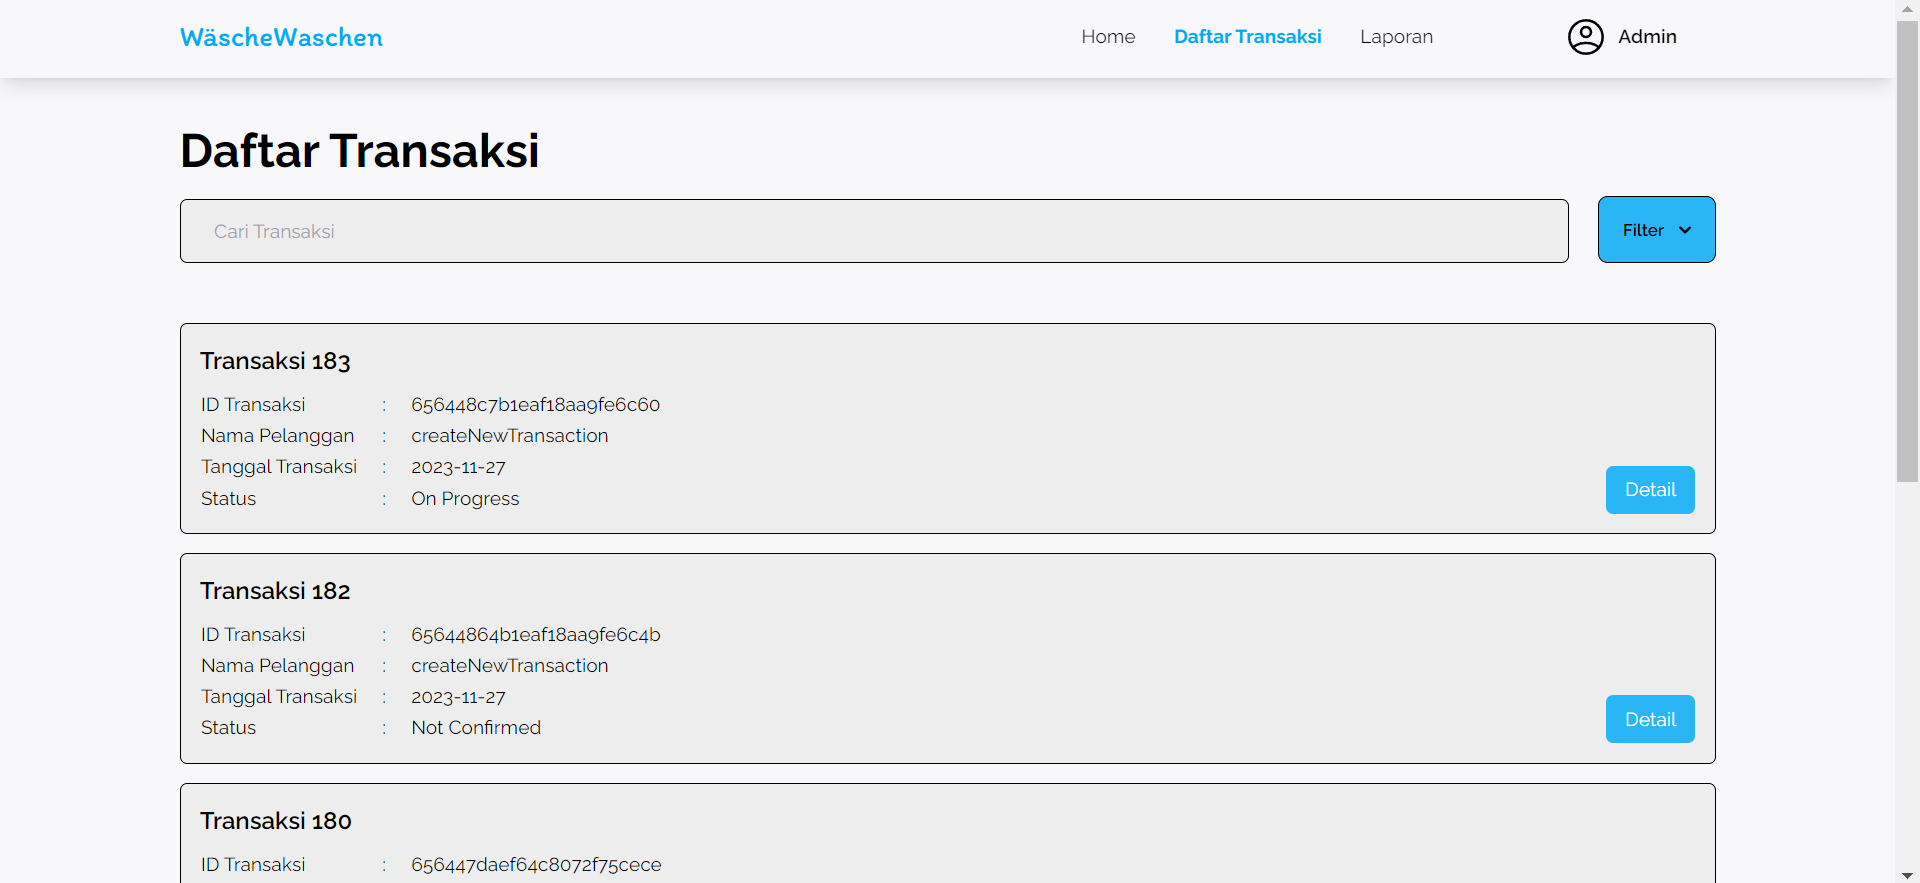 WäscheWaschen
Home Daftar Transaksi Laporan Admin
Daftar Transaksi
Cari Transaksi
Filter
Transaksi 183
ID Transaksi : 656448c7b1eaf18aa9fe6c60
Nama Pelanggan : createNewTransaction
Tanggal Transaksi : 2023-11-27
Status : On Progress
Detail
Transaksi 182
ID Transaksi : 65644864b1eaf18aa9fe6c4b
Nama Pelanggan : createNewTransaction
Tanggal Transaksi : 2023-11-27
Status : Not Confirmed
Detail
Transaksi 180
ID Transaksi : 656447daef64c8072f75cece